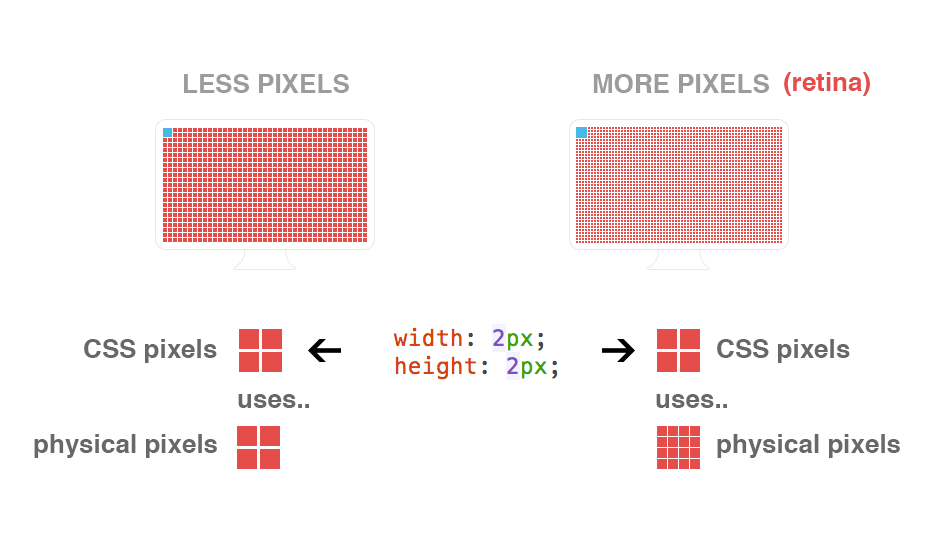 LESS PIXELS
MORE PIXELS (retina)
CSS pixels
width: 2px;
height: 2px;
CSS pixels
uses..
uses..
physical pixels
physical pixels